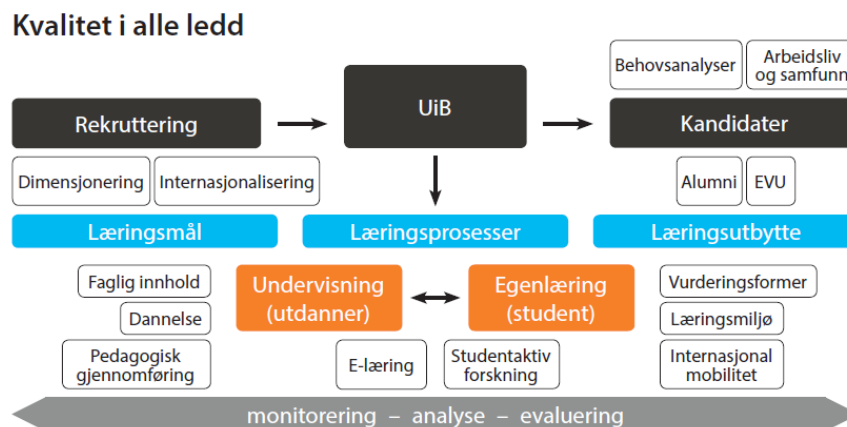 Kvalitet i alle ledd
Behovsanalyser
Arbeidsliv
og samfunn
Rekruttering
UiB
Kandidater
Dimensjonering
Internasjonalisering
Alumni
EVU
Læringsmål
Læringsprosesser
Læringsutbytte
Faglig innhold
Dannelse
Pedagogisk
gjennomføring
Undervisning
(utdanner)
Egenlæring
(student)
E-læring
Studentaktiv
forskning
Vurderingsformer
Læringsmiljø
Internasjonal
mobilitet
monitorering – analyse – evaluering